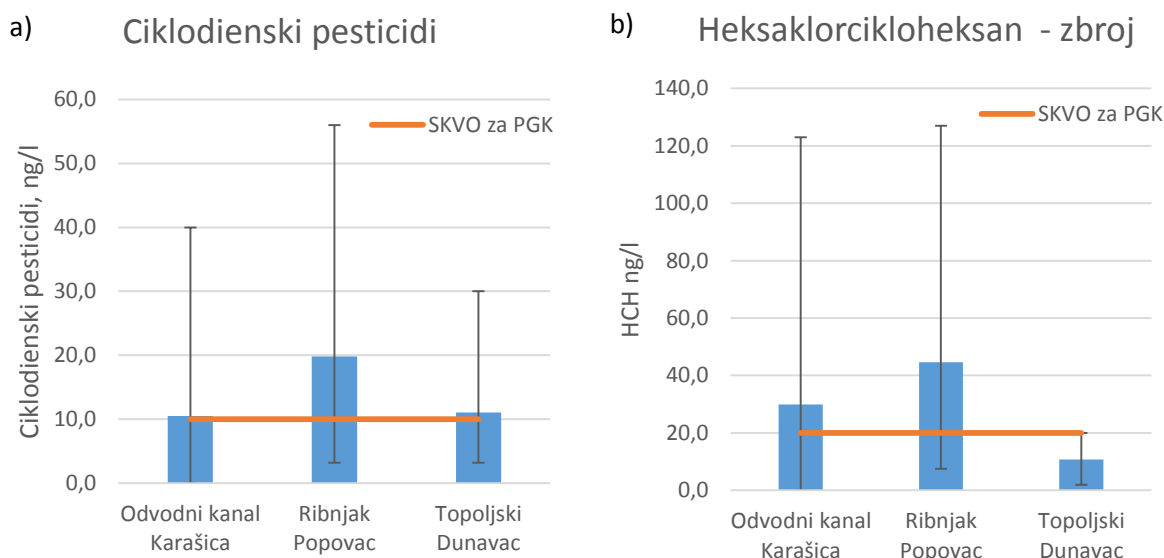 a)
Ciklodienski pesticidi
Ciklodienski pesticidi, ng/l
60,0
50,0
40,0
30,0
20,0
10,0
0,0
SKVO za PGK
Odvodni kanal
Karašica
Ribnjak
Popovac
Topoljski
Dunavac
b)
Heksaklorcikloheksan - zbroj
HCH ng/l
140,0
120,0
100,0
80,0
60,0
40,0
20,0
0,0
SKVO za PGK
Odvodni kanal
Karašica
Ribnjak
Popovac
Topoljski
Dunavac